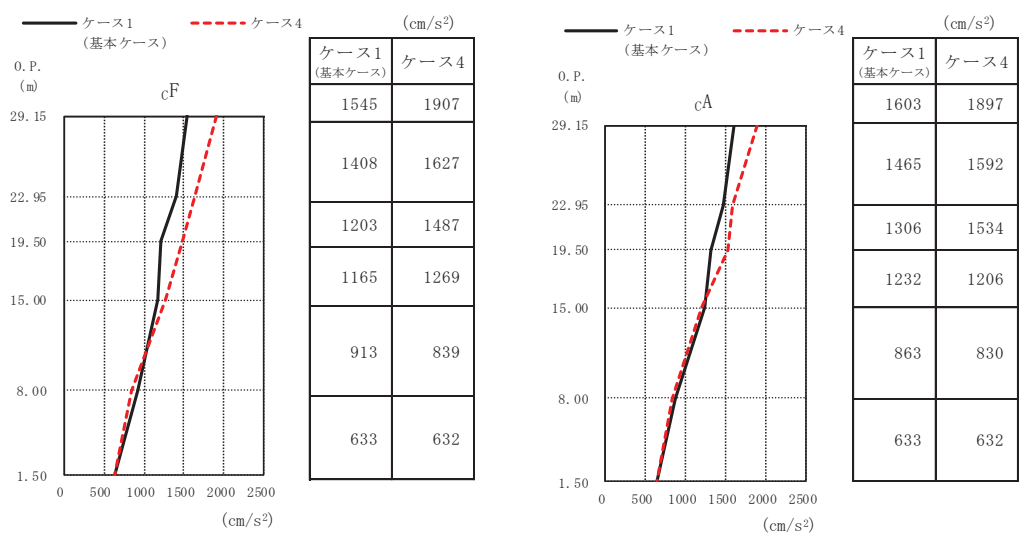 ケース1
(基本ケース)
ケース4
(cm/s²)
O.P.
(m)
cF
29.15
22.95
19.50
15.00
8.00
1.50
0 500 1000 1500 2000 2500
(cm/s²)
ケース1
(基本ケース)
ケース4
1545 1907
1408 1627
1203 1487
1165 1269
913 839
633 632
ケース1
(基本ケース)
ケース4
(cm/s²)
O.P.
(m)
cA
29.15
22.95
19.50
15.00
8.00
1.50
0 500 1000 1500 2000 2500
(cm/s²)
ケース1
(基本ケース)
ケース4
1603 1897
1465 1592
1306 1534
1232 1206
863 830
633 632